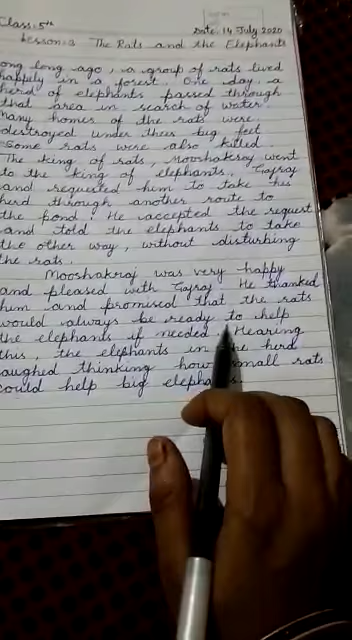 Class: 5th
Date: 14 July 2020
Lesson:3 The Rats and the Elephants
ong long ago, a group of rats lived
happily in a forest. One day, a
herd of elephants passed through
that area in search of water.
Many homes of the rats were
destroyed under their big feet
Some rats were also killed.
The king of rats, Mooshakraj went
to the king of elephants, Gajraj
and requested him to take his
herd through another route to
the pond. He accepted the request
and told the elephants to take
the other way, without disturbing
the rats.
Mooshakraj was very happy
and pleased with Gajraj. He thanked
him and promised that the rats
would always be ready to help
the elephants if needed. Hearing
this, the elephants in the herd
aughed thinking how small rats
could help big elephants.